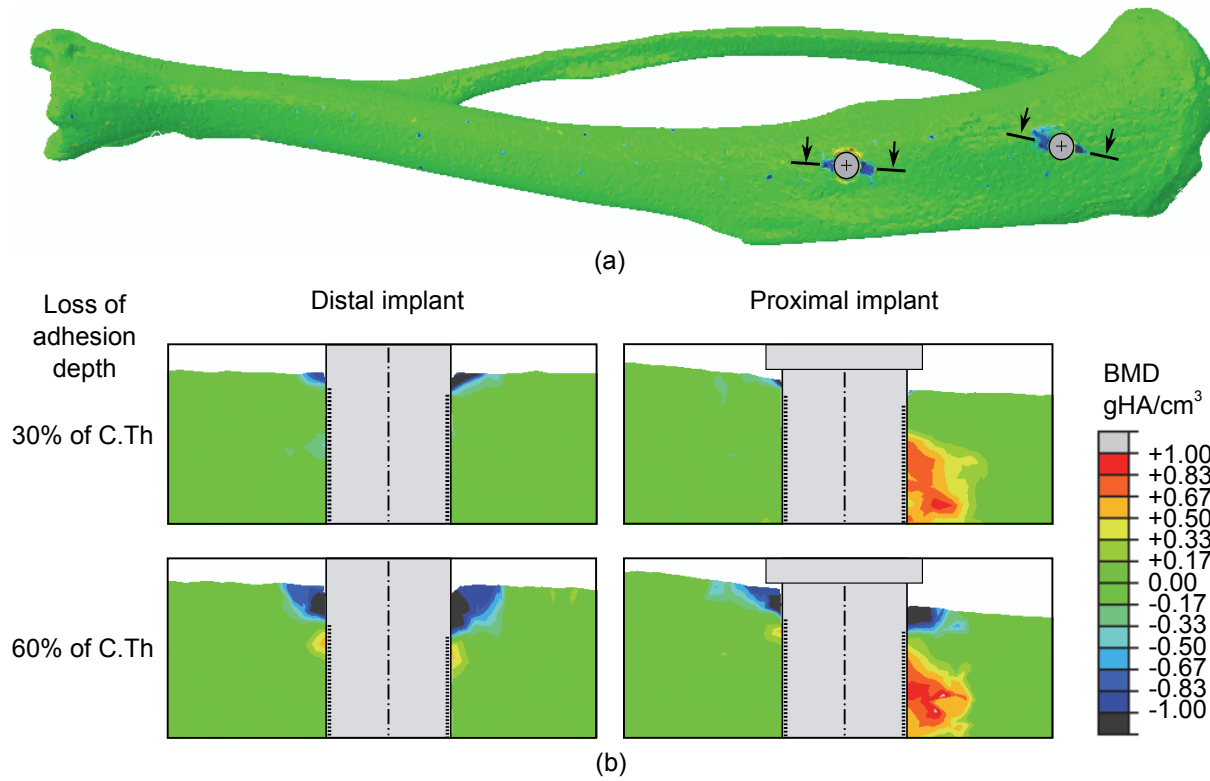 (a)
Loss of
adhesion
depth
Distal implant
Proximal implant
30% of C.Th
60% of C.Th
BMD
gHA/cm³
+1.00
+0.83
+0.67
+0.50
+0.33
+0.17
0.00
-0.17
-0.33
-0.50
-0.67
-0.83
-1.00
(b)